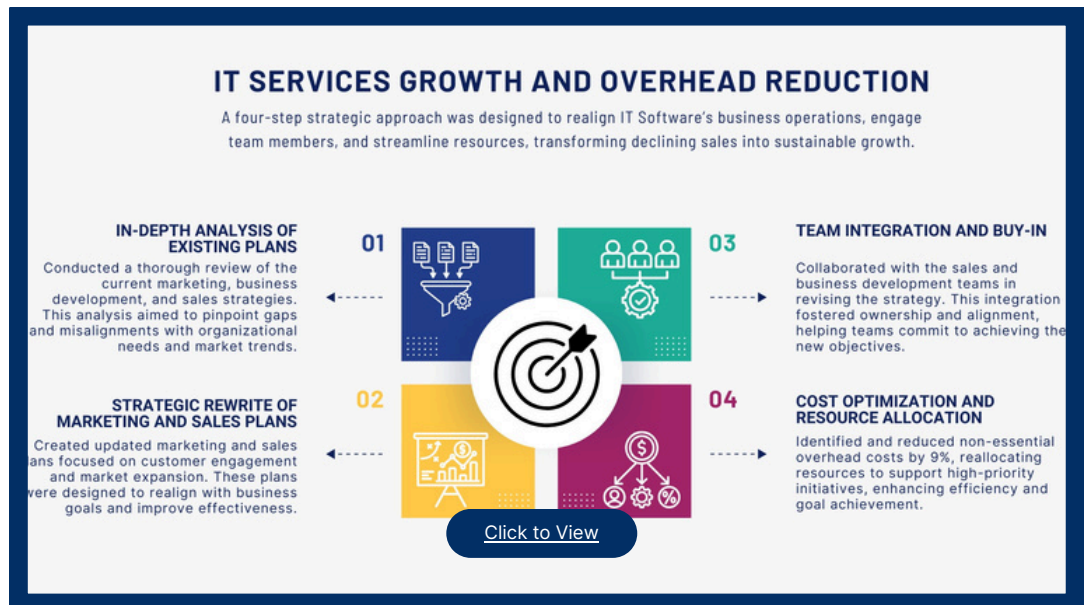 IT SERVICES GROWTH AND OVERHEAD REDUCTION
A four-step strategic approach was designed to realign IT Software's business operations, engage
team members, and streamline resources, transforming declining sales into sustainable growth.
IN-DEPTH ANALYSIS OF
EXISTING PLANS
01
Conducted a thorough review of the
current marketing, business
development, and sales strategies.
This analysis aimed to pinpoint gaps
and misalignments with organizational
needs and market trends.
STRATEGIC REWRITE OF
MARKETING AND SALES PLANS
02
Created updated marketing and sales
lans focused on customer engagement
and market expansion. These plans
were designed to realign with business
goals and improve effectiveness.
03
TEAM INTEGRATION AND BUY-IN
Collaborated with the sales and
business development teams in
revising the strategy. This integration
fostered ownership and alignment,
helping teams commit to achieving the
new objectives.
04
COST OPTIMIZATION AND
RESOURCE ALLOCATION
Identified and reduced non-essential
overhead costs by 9%, reallocating
resources to support high-priority
initiatives, enhancing efficiency and
goal achievement.
$
$
%
Click to View